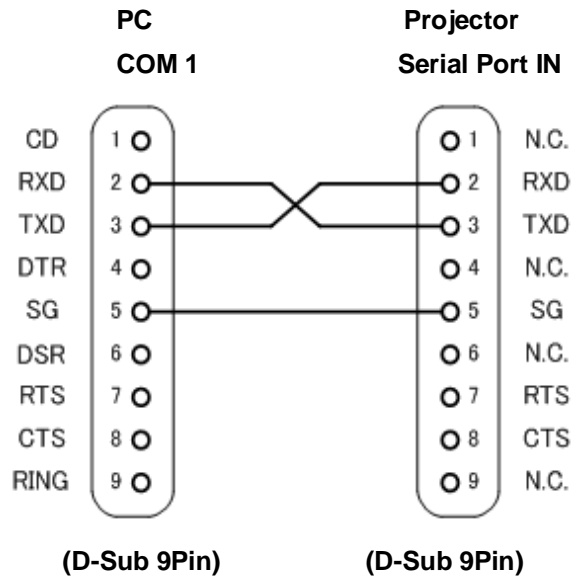 PC Projector
COM 1 Serial Port IN
CD 1 1 N.C.
RXD 2 2 RXD
TXD 3 3 TXD
DTR 4 4 N.C.
SG 5 5 SG
DSR 6 6 N.C.
RTS 7 7 RTS
CTS 8 8 CTS
RING 9 9 N.C.
(D-Sub 9Pin) (D-Sub 9Pin)